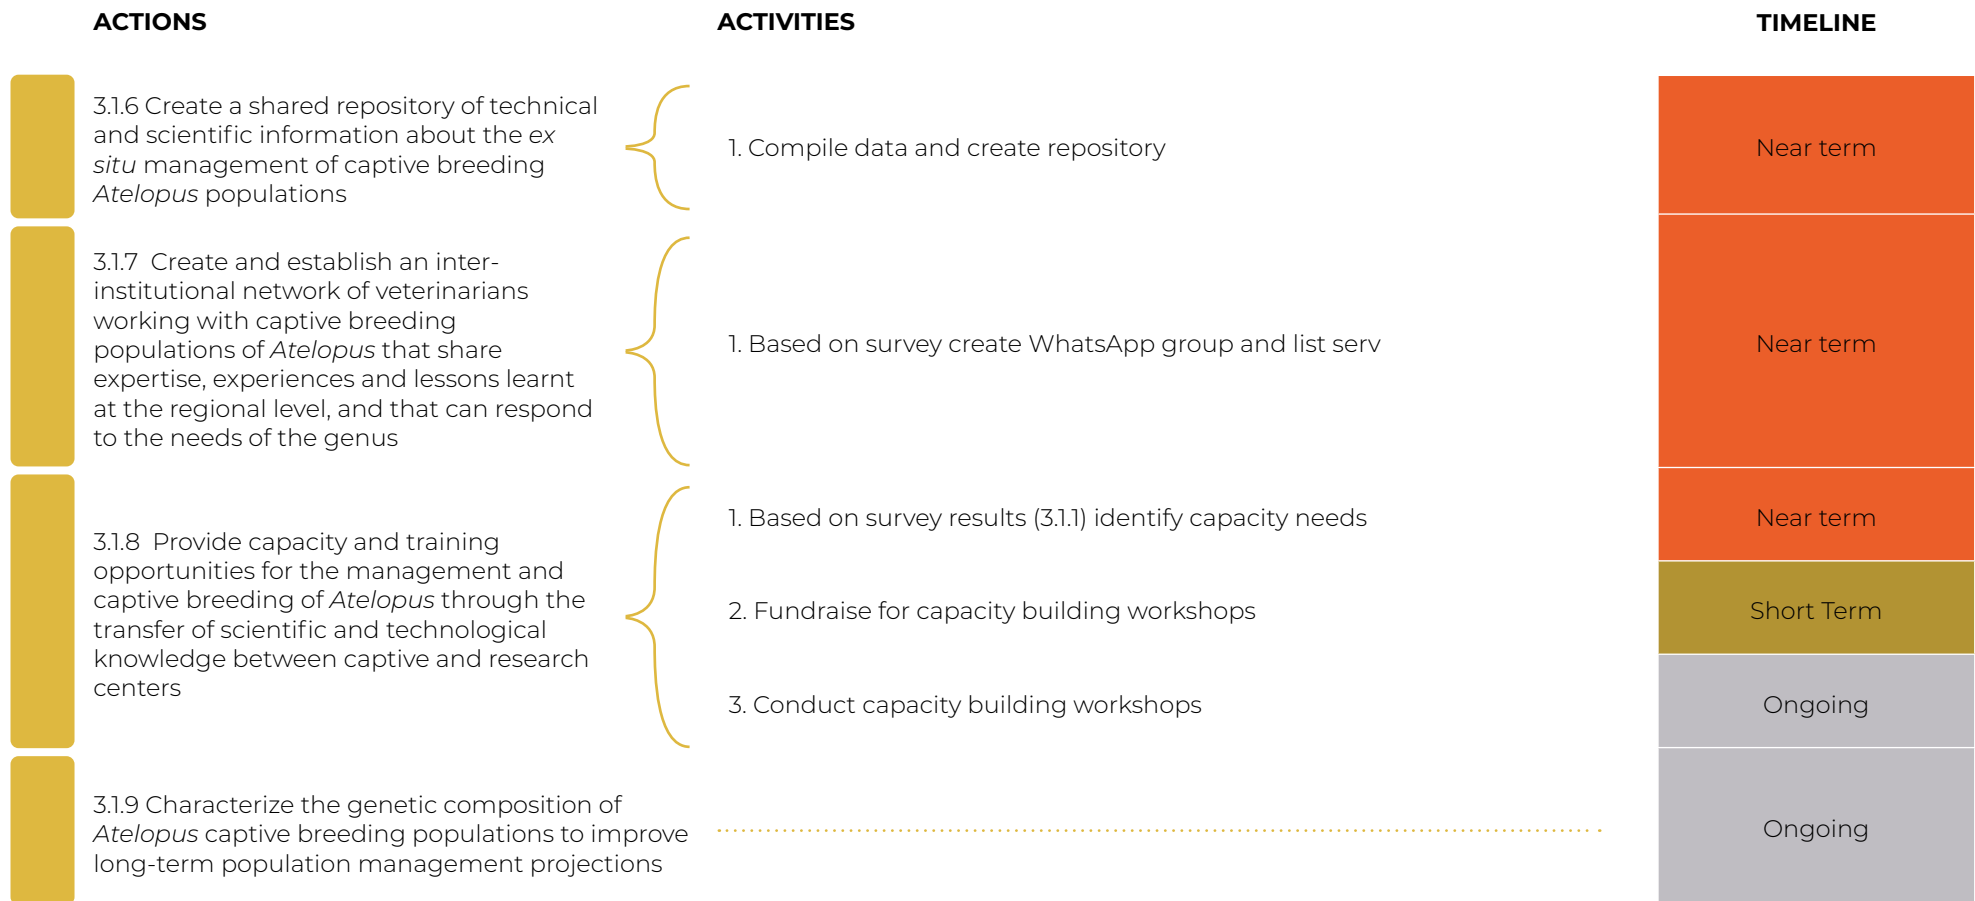 ACTIONS
ACTIVITIES
TIMELINE
3.1.6 Create a shared repository of technical
and scientific information about the ex
situ management of captive breeding
Atelopus populations
1. Compile data and create repository
Near term
3.1.7 Create and establish an inter-
institutional network of veterinarians
working with captive breeding
populations of Atelopus that share
expertise, experiences and lessons learnt
at the regional level, and that can respond
to the needs of the genus
1. Based on survey create WhatsApp group and list serv
Near term
3.1.8 Provide capacity and training
opportunities for the management and
captive breeding of Atelopus through the
transfer of scientific and technological
knowledge between captive and research
centers
1. Based on survey results (3.1.1) identify capacity needs
Near term
2. Fundraise for capacity building workshops
Short Term
3. Conduct capacity building workshops
Ongoing
3.1.9 Characterize the genetic composition of
Atelopus captive breeding populations to improve
long-term population management projections
Ongoing